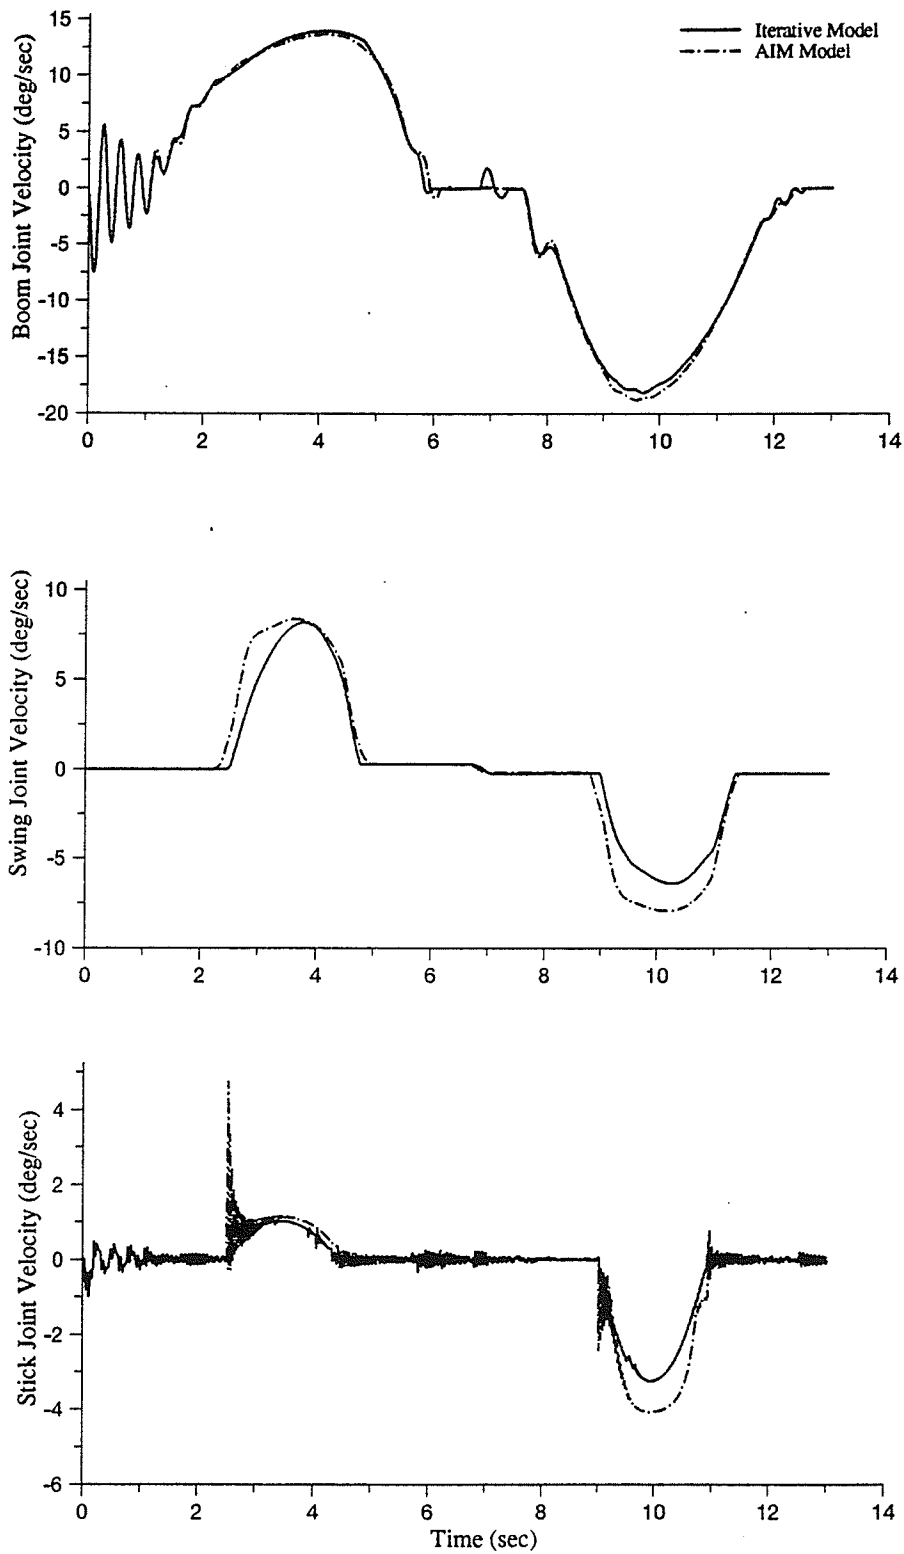 Iterative Model
AIM Model
Boom Joint Velocity (deg/sec)
15
10
5
0
-5
-10
-15
-20
0 2 4 6 8 10 12 14
Swing Joint Velocity (deg/sec)
10
5
0
-5
-10
0 2 4 6 8 10 12 14
Stick Joint Velocity (deg/sec)
4
2
0
-2
-4
-6
0 2 4 6 8 10 12 14
Time (sec)